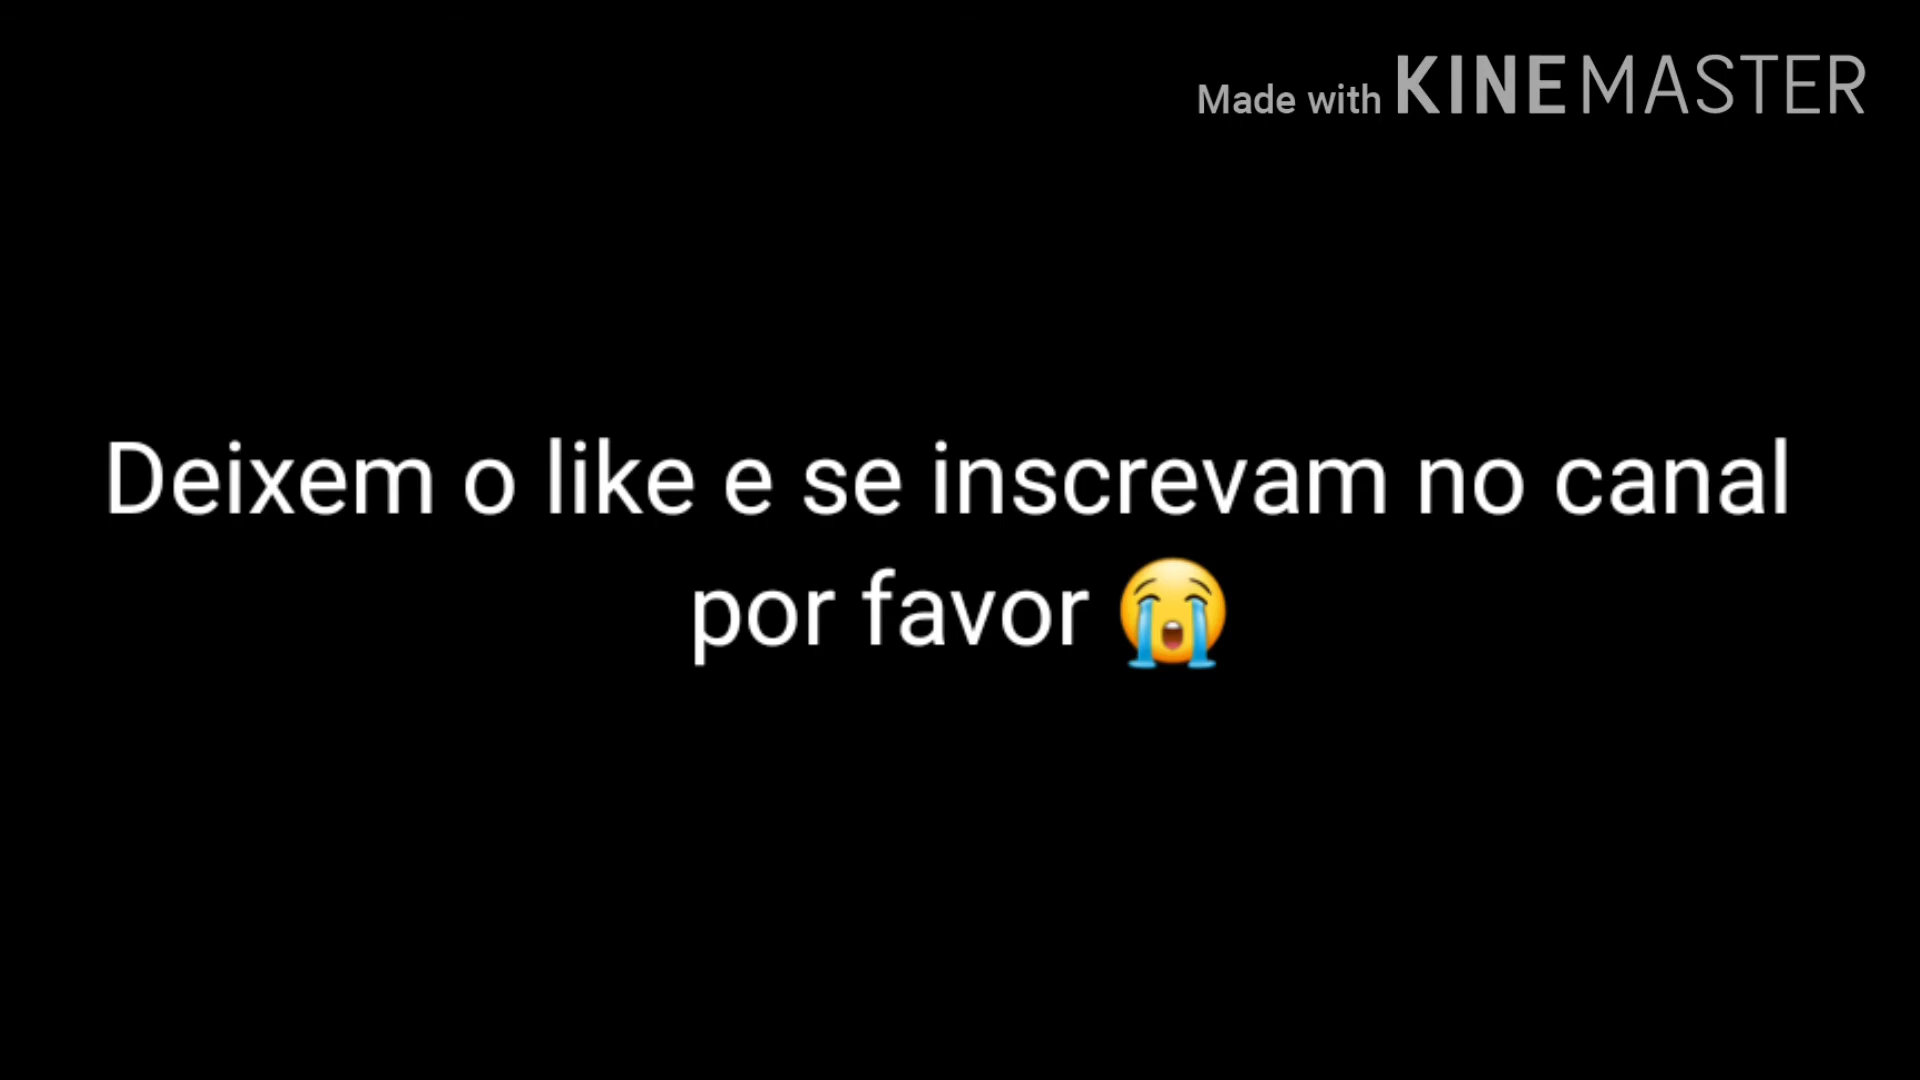 Made with KINEMASTER
Deixem o like e se inscrevam no canal
por favor 😭